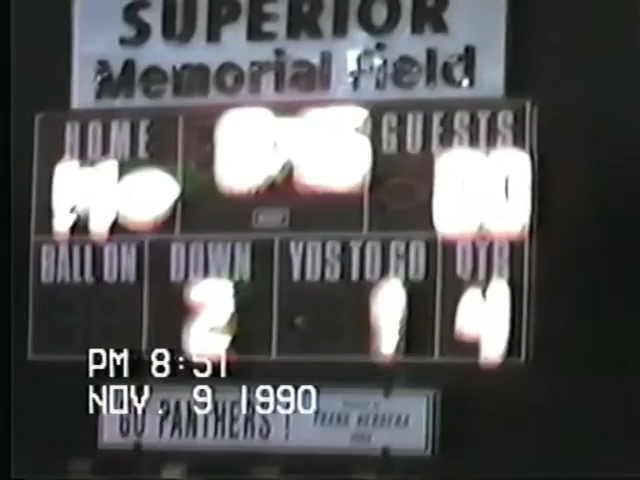 SUPERIOR
Memorial Field
HOME GUESTS
BALL ON DOWN YDS TO GO QTR
2 1 4
PM 8:51
NOV. 9 1990
GO PANTHERS!